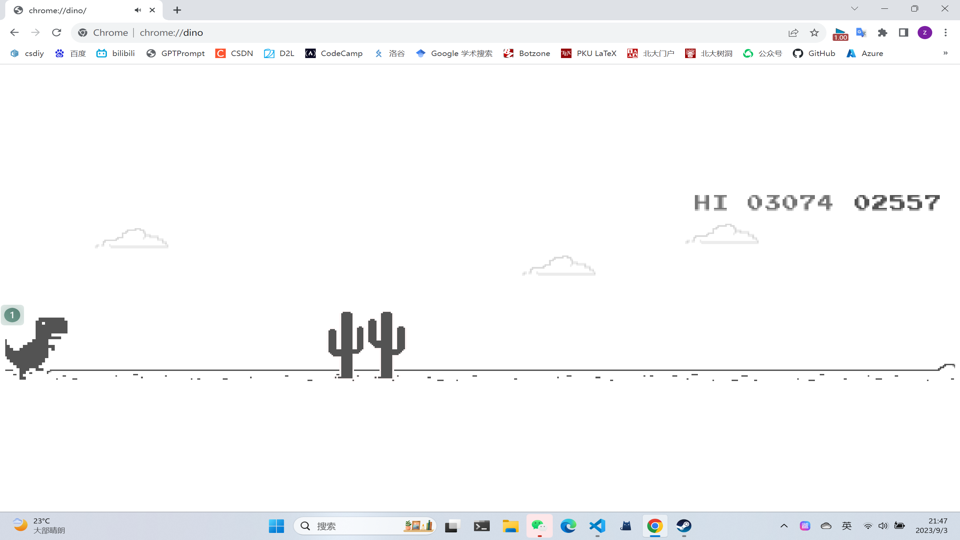 chrome://dino/
Chrome | chrome://dino
1.00
z
csdiy 百度 bilibili GPTPrompt CSDN D2L CodeCamp 洛谷 Google 学术搜索 Botzone PKU LaTeX 北大门户 北大树洞 公众号 GitHub Azure »
HI 03074 02557
1
23°C
大部晴朗
搜索
英
21:47
2023/9/3